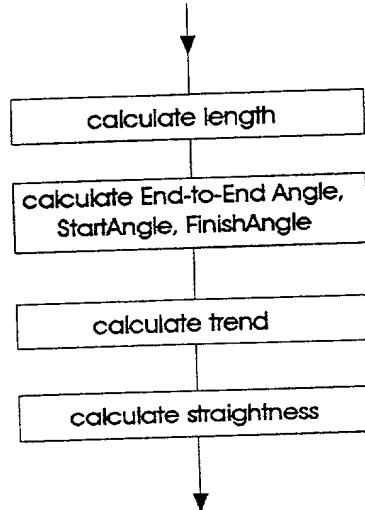 calculate length
calculate End-to-End Angle,
StartAngle, FinishAngle
calculate trend
calculate straightness